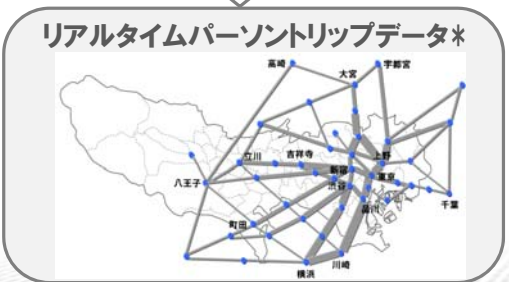 リアルタイムパーソントリップデータ*
高崎
大宮
宇都宮
立川
吉祥寺
上野
新宿
東京
八王子
渋谷
品川
千葉
町田
川崎
横浜